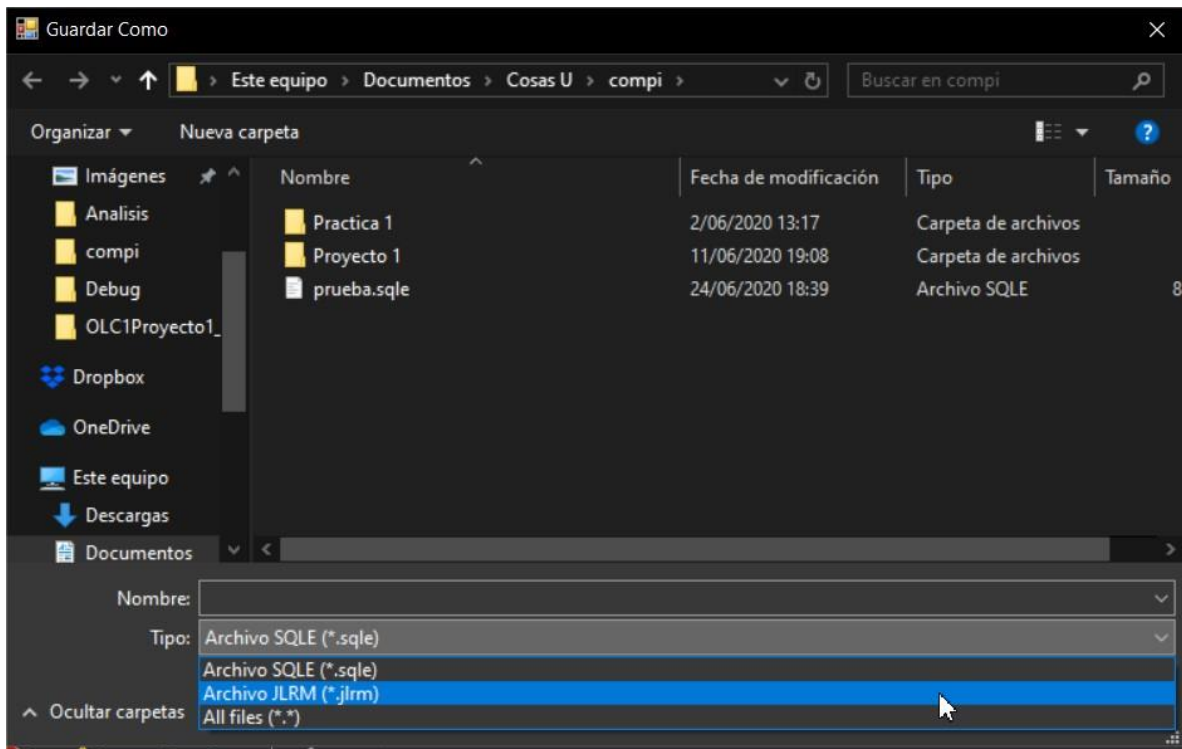 Guardar Como
Este equipo > Documentos > Cosas U > compi >
Buscar en compi
Organizar
Nueva carpeta
Imágenes
Analisis
compi
Debug
OLC1Proyecto1_
Dropbox
OneDrive
Este equipo
Descargas
Documentos
Nombre Fecha de modificación Tipo Tamaño
Practica 1 2/06/2020 13:17 Carpeta de archivos
Proyecto 1 11/06/2020 19:08 Carpeta de archivos
prueba.sqle 24/06/2020 18:39 Archivo SQLE 8
Nombre:
Tipo: Archivo SQLE (*.sqle)
Archivo SQLE (*.sqle)
Archivo JLRM (*.jlrm)
All files (*.*)
Ocultar carpetas